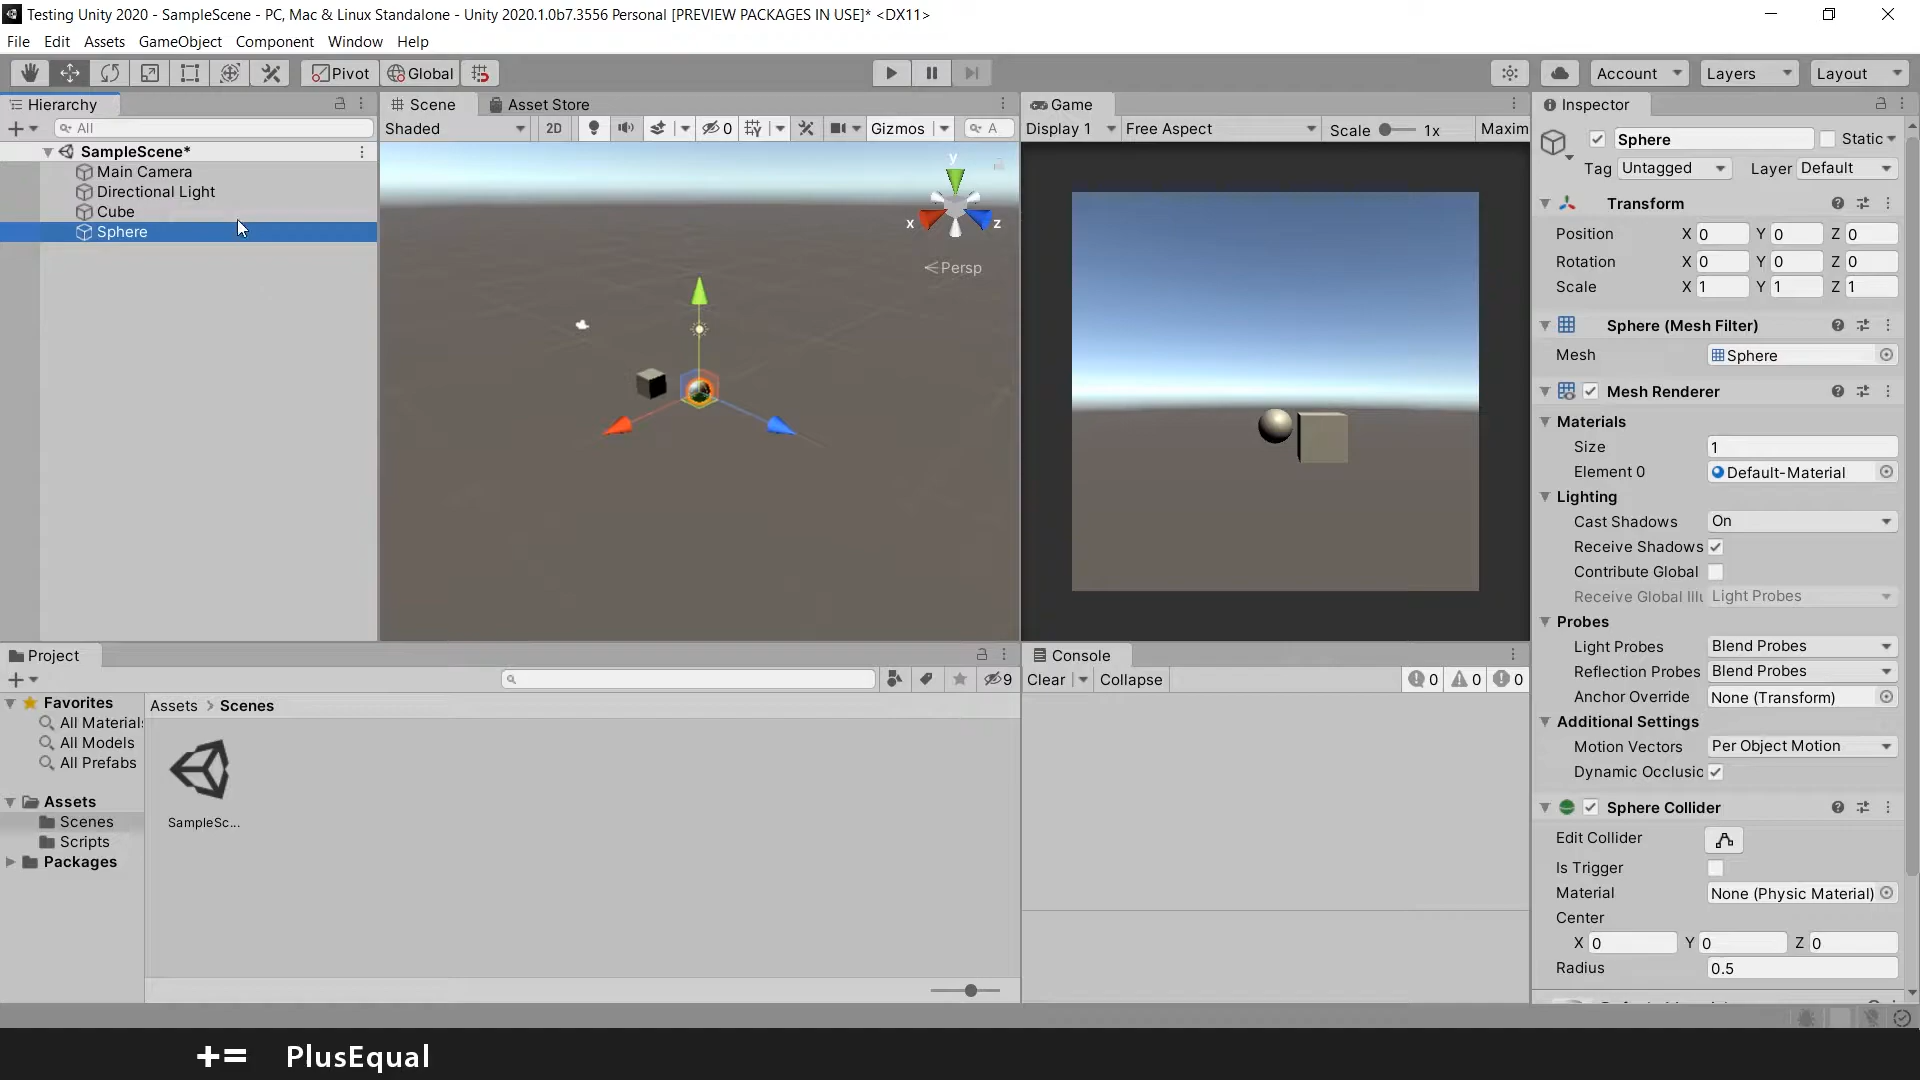 Testing Unity 2020 - SampleScene - PC, Mac & Linux Standalone - Unity 2020.1.0b7.3556 Personal [PREVIEW PACKAGES IN USE]* <DX11>
File Edit Assets GameObject Component Window Help
Pivot Global Account Layers Layout
Hierarchy
All
SampleScene*
Main Camera
Directional Light
Cube
Sphere
Scene Asset Store
Shaded 2D 0 Gizmos A
y
x z
Persp
Game
Display 1 Free Aspect Scale 1x Maxim
Inspector
Sphere Static
Tag Untagged Layer Default
Transform
Position X 0 Y 0 Z 0
Rotation X 0 Y 0 Z 0
Scale X 1 Y 1 Z 1
Sphere (Mesh Filter)
Mesh Sphere
Mesh Renderer
Materials
Size 1
Element 0 Default-Material
Lighting
Cast Shadows On
Receive Shadows
Contribute Global
Receive Global Illu Light Probes
Probes
Light Probes Blend Probes
Reflection Probes Blend Probes
Anchor Override None (Transform)
Additional Settings
Motion Vectors Per Object Motion
Dynamic Occlusic
Sphere Collider
Edit Collider
Is Trigger
Material None (Physic Material)
Center
X 0 Y 0 Z 0
Radius 0.5
Project
9
Favorites
All Material:
All Models
All Prefabs
Assets
Scenes
Scripts
Packages
Assets > Scenes
SampleSc...
Console
Clear Collapse 0 0 0
+= PlusEqual